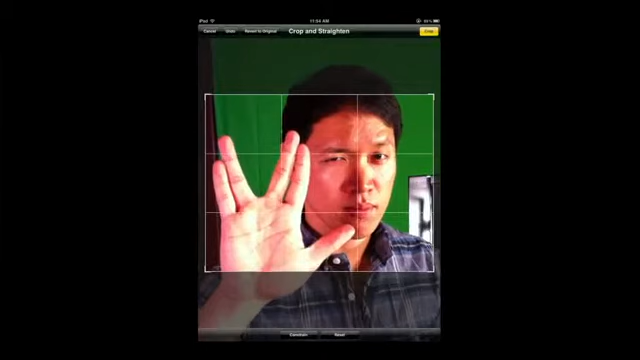 iPad 11:54 AM
Cancel Undo Revert to Original Crop and Straighten Crop
Constrain Reset